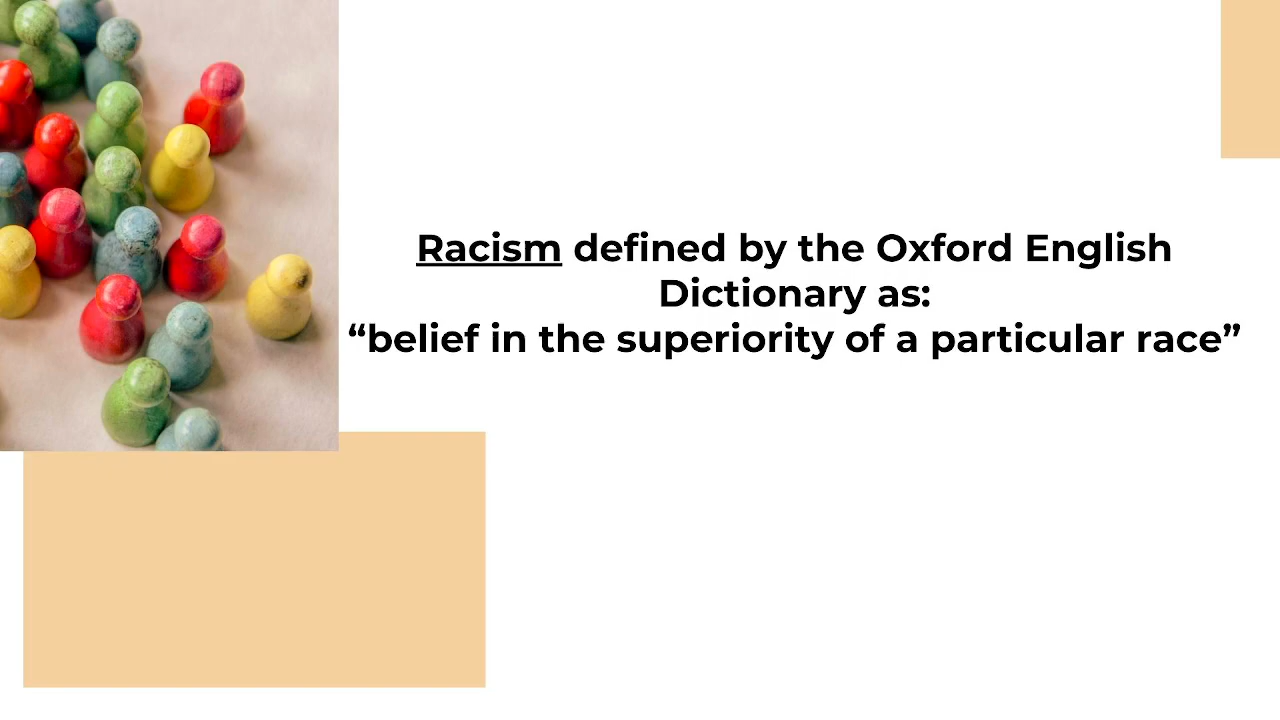 Racism defined by the Oxford English
Dictionary as:
“belief in the superiority of a particular race”